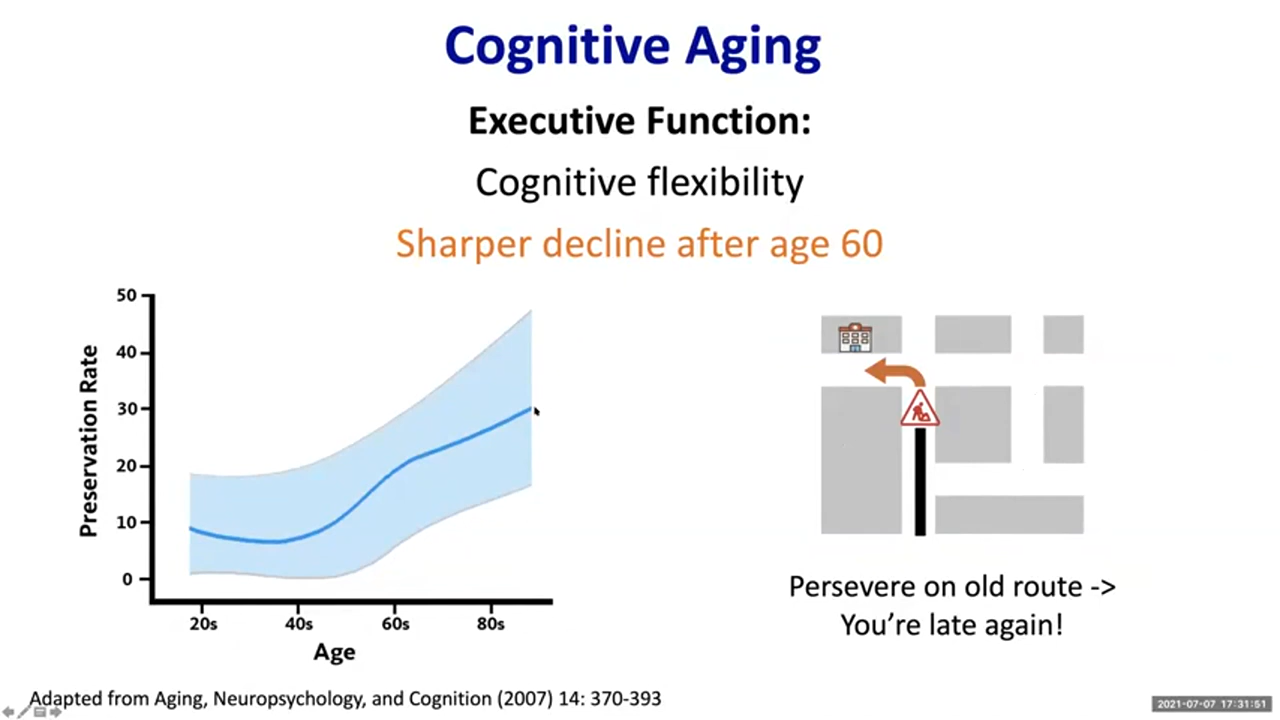 Cognitive Aging
Executive Function:
Cognitive flexibility
Sharper decline after age 60
50
40
30
20
10
0
Preservation Rate
20s 40s 60s 80s
Age
Persevere on old route ->
You're late again!
Adapted from Aging, Neuropsychology, and Cognition (2007) 14: 370-393
2021-07-07 17:31:51